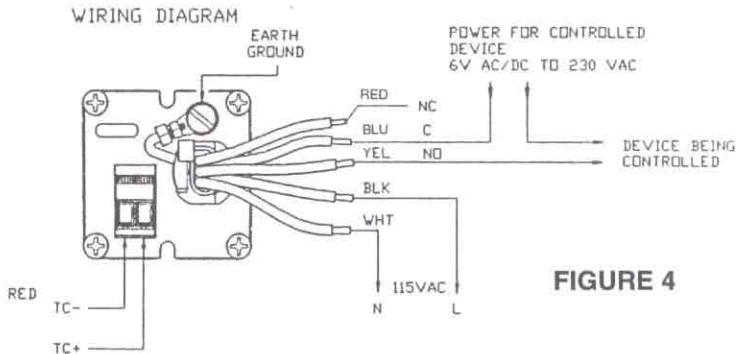 WIRING DIAGRAM
EARTH
GROUND
POWER FOR CONTROLLED
DEVICE
6V AC/DC TO 230 VAC
RED NC
BLU C
YEL NO
DEVICE BEING
CONTROLLED
BLK
WHT
115VAC
N L
FIGURE 4
RED TC-
TC+